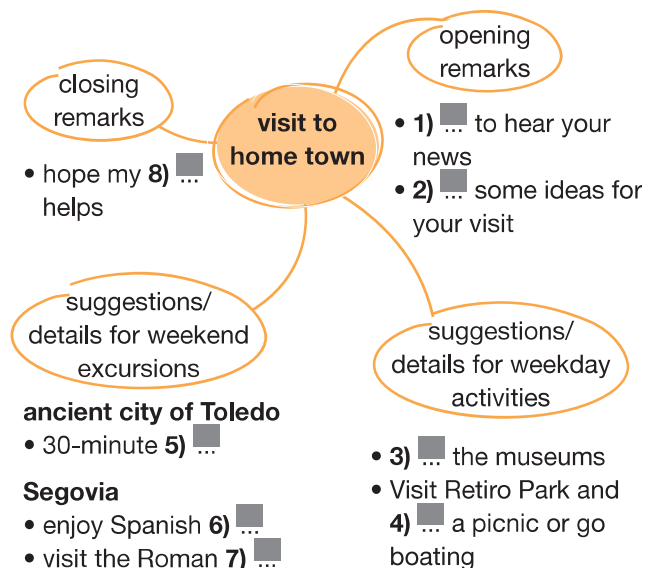 visit to
home town
opening
remarks
• 1) ... to hear your
news
• 2) ... some ideas for
your visit
suggestions/
details for weekday
activities
• 3) ... the museums
• Visit Retiro Park and
4) ... a picnic or go
boating
suggestions/
details for weekend
excursions
ancient city of Toledo
• 30-minute 5) ...
Segovia
• enjoy Spanish 6) ...
• visit the Roman 7) ...
closing
remarks
• hope my 8) ...
helps